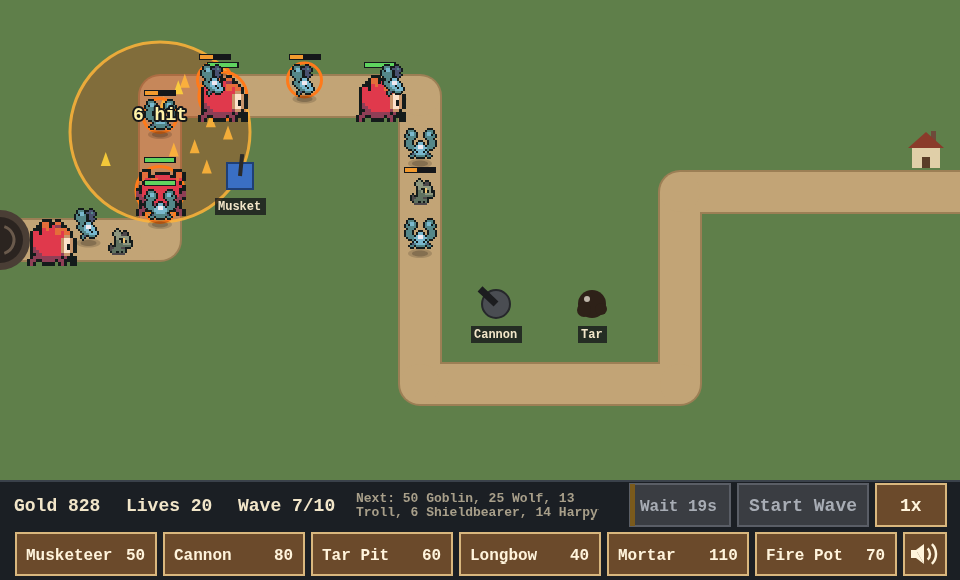 6 hit
Musket
Cannon
Tar
Gold 828
Lives 20
Wave 7/10
Next: 50 Goblin, 25 Wolf, 13
Troll, 6 Shieldbearer, 14 Harpy
Wait 19s
Start Wave
1x
Musketeer 50
Cannon 80
Tar Pit 60
Longbow 40
Mortar 110
Fire Pot 70